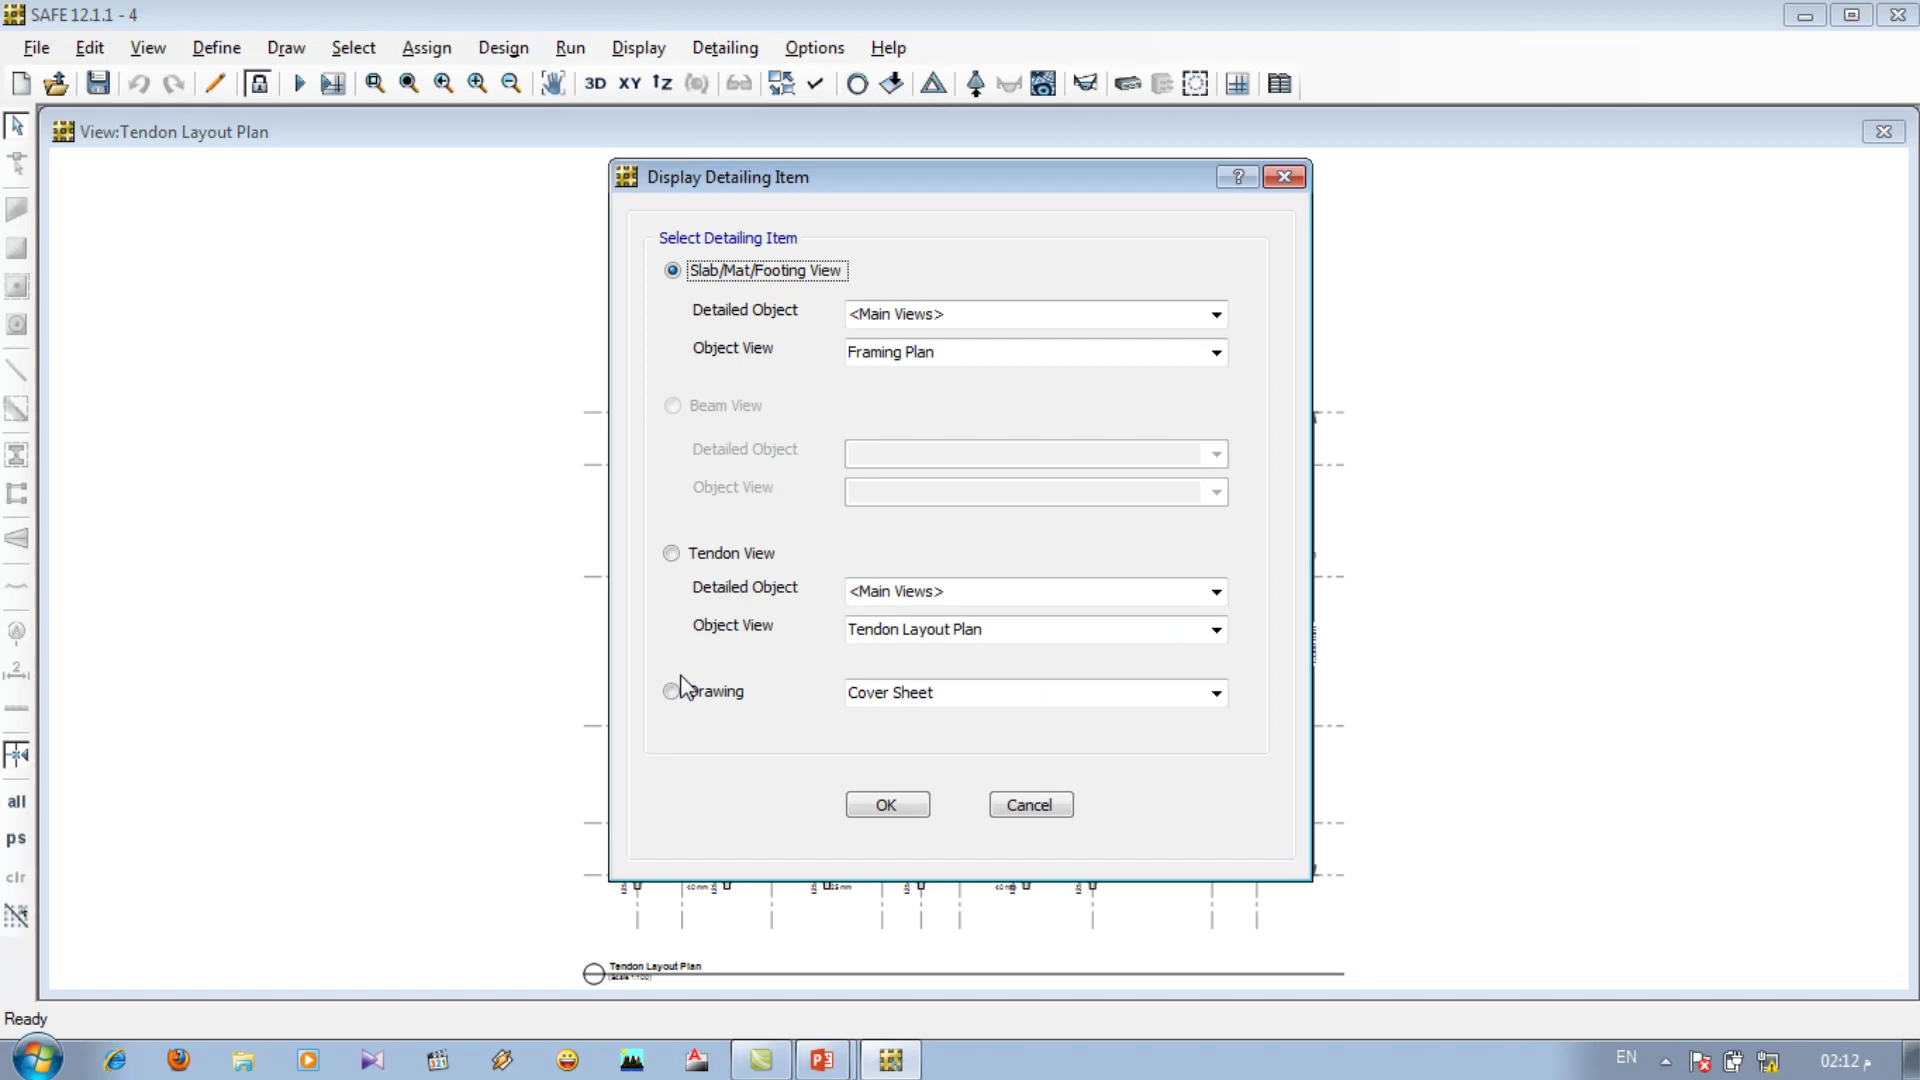 SAFE 12.1.1 - 4
File Edit View Define Draw Select Assign Design Run Display Detailing Options Help
3D XY
View:Tendon Layout Plan
Display Detailing Item
Select Detailing Item
Slab/Mat/Footing View
Detailed Object <Main Views>
Object View Framing Plan
Beam View
Detailed Object
Object View
Tendon View
Detailed Object <Main Views>
Object View Tendon Layout Plan
Drawing Cover Sheet
OK Cancel
all
ps
clr
Tendon Layout Plan
Ready
EN
02:12 م